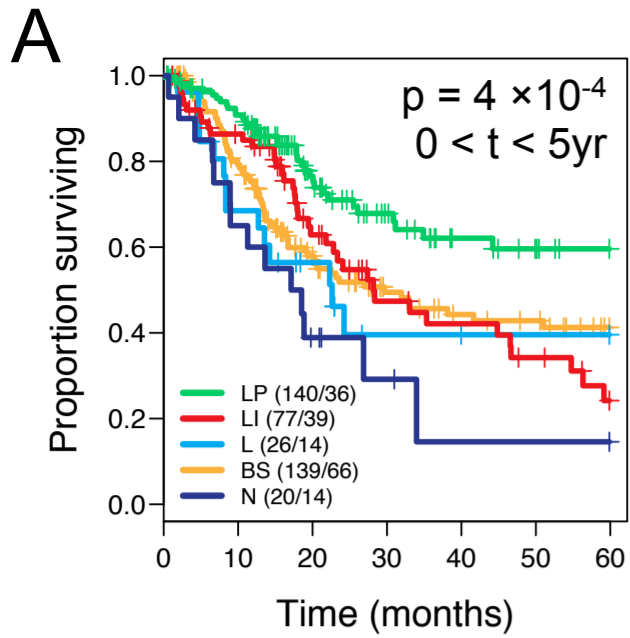 A
p = 4 ×10-4
0 < t < 5yr
Proportion surviving
1.0
0.8
0.6
0.4
0.2
0.0
LP (140/36)
LI (77/39)
L (26/14)
BS (139/66)
N (20/14)
0 10 20 30 40 50 60
Time (months)